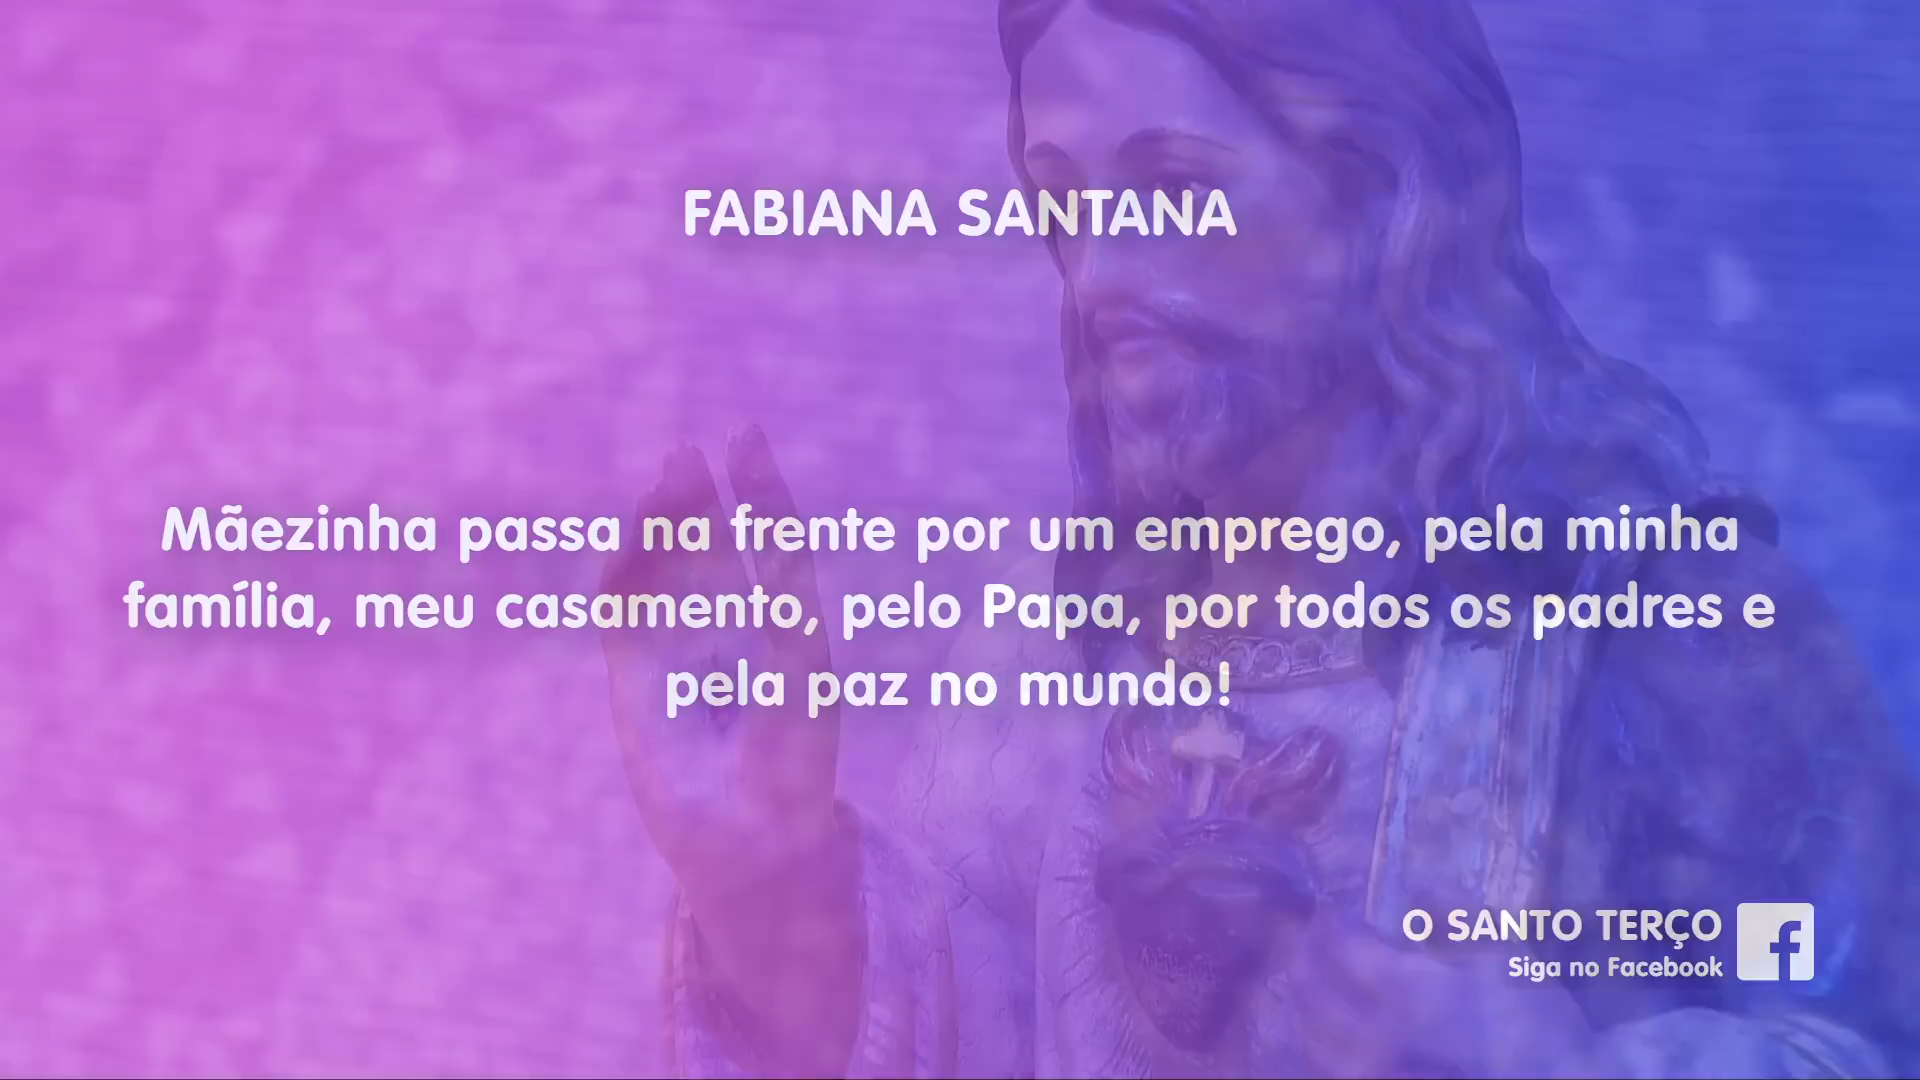 FABIANA SANTANA
Mãezinha passa na frente por um emprego, pela minha
família, meu casamento, pelo Papa, por todos os padres e
pela paz no mundo!
O SANTO TERÇO
Siga no Facebook